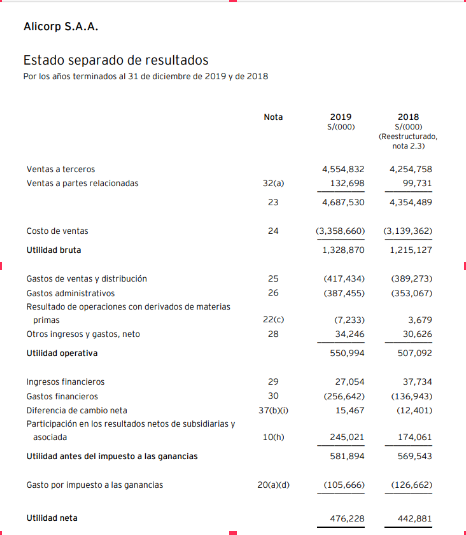 Alicorp S.A.A.
Estado separado de resultados
Por los años terminados al 31 de diciembre de 2019 y de 2018
Nota 2019 2018
S/(000) S/(000)
(Reestructurado,
nota 2.3)
Ventas a terceros 4,554,832 4,254,758
Ventas a partes relacionadas 32(a) 132,698 99,731
23 4,687,530 4,354,489
Costo de ventas 24 (3,358,660) (3,139,362)
Utilidad bruta 1,328,870 1,215,127
Gastos de ventas y distribución 25 (417,434) (389,273)
Gastos administrativos 26 (387,455) (353,067)
Resultado de operaciones con derivados de materias
primas 22(c) (7,233) 3,679
Otros ingresos y gastos, neto 28 34,246 30,626
Utilidad operativa 550,994 507,092
Ingresos financieros 29 27,054 37,734
Gastos financieros 30 (256,642) (136,943)
Diferencia de cambio neta 37(b)(i) 15,467 (12,401)
Participación en los resultados netos de subsidiarias y
asociada 10(h) 245,021 174,061
Utilidad antes del impuesto a las ganancias 581,894 569,543
Gasto por impuesto a las ganancias 20(a)(d) (105,666) (126,662)
Utilidad neta 476,228 442,881